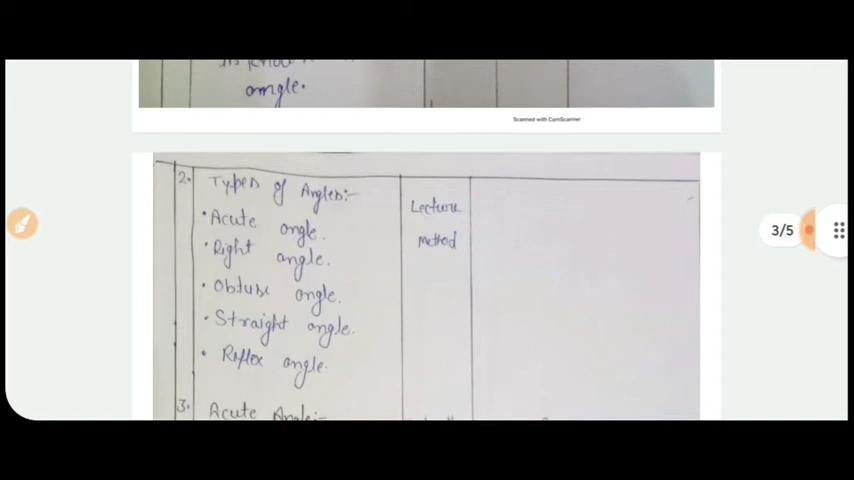 angle.
Scanned with CamScanner
2. Types of Angles:-
Lecture
method
• Acute angle.
• Right angle.
• Obtuse angle.
• Straight angle.
• Reflex angle.
3/5
3. Acute Angle:-